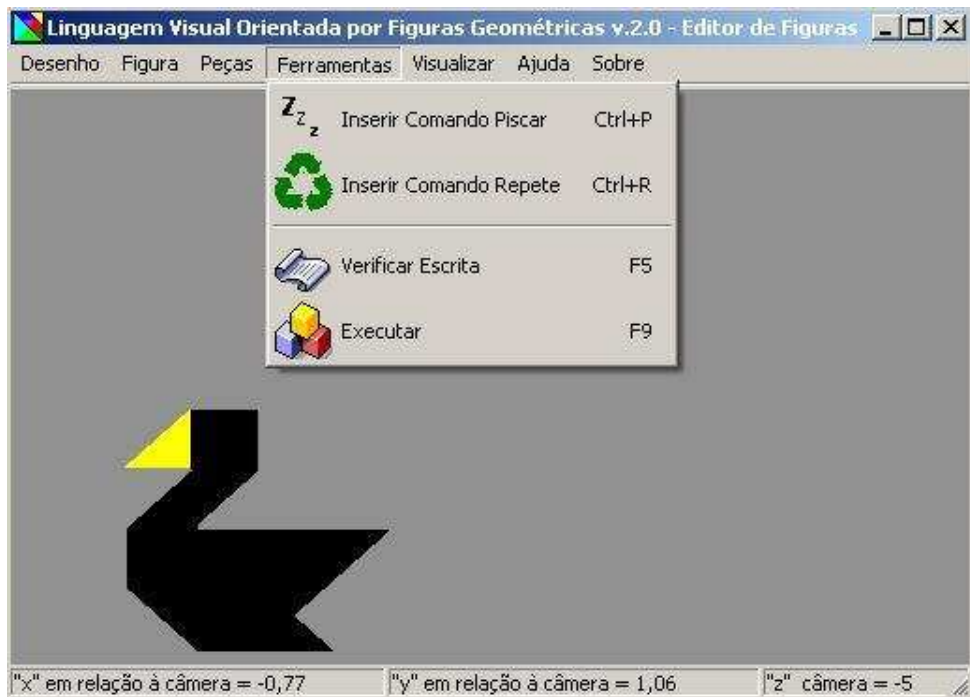 Linguagem Visual Orientada por Figuras Geométricas v.2.0 - Editor de Figuras
Desenho Figura Peças Ferramentas Visualizar Ajuda Sobre
Zzz Inserir Comando Piscar Ctrl+P
Inserir Comando Repete Ctrl+R
Verificar Escrita F5
Executar F9
"x" em relação à câmera = -0,77 "y" em relação à câmera = 1,06 "z" câmera = -5